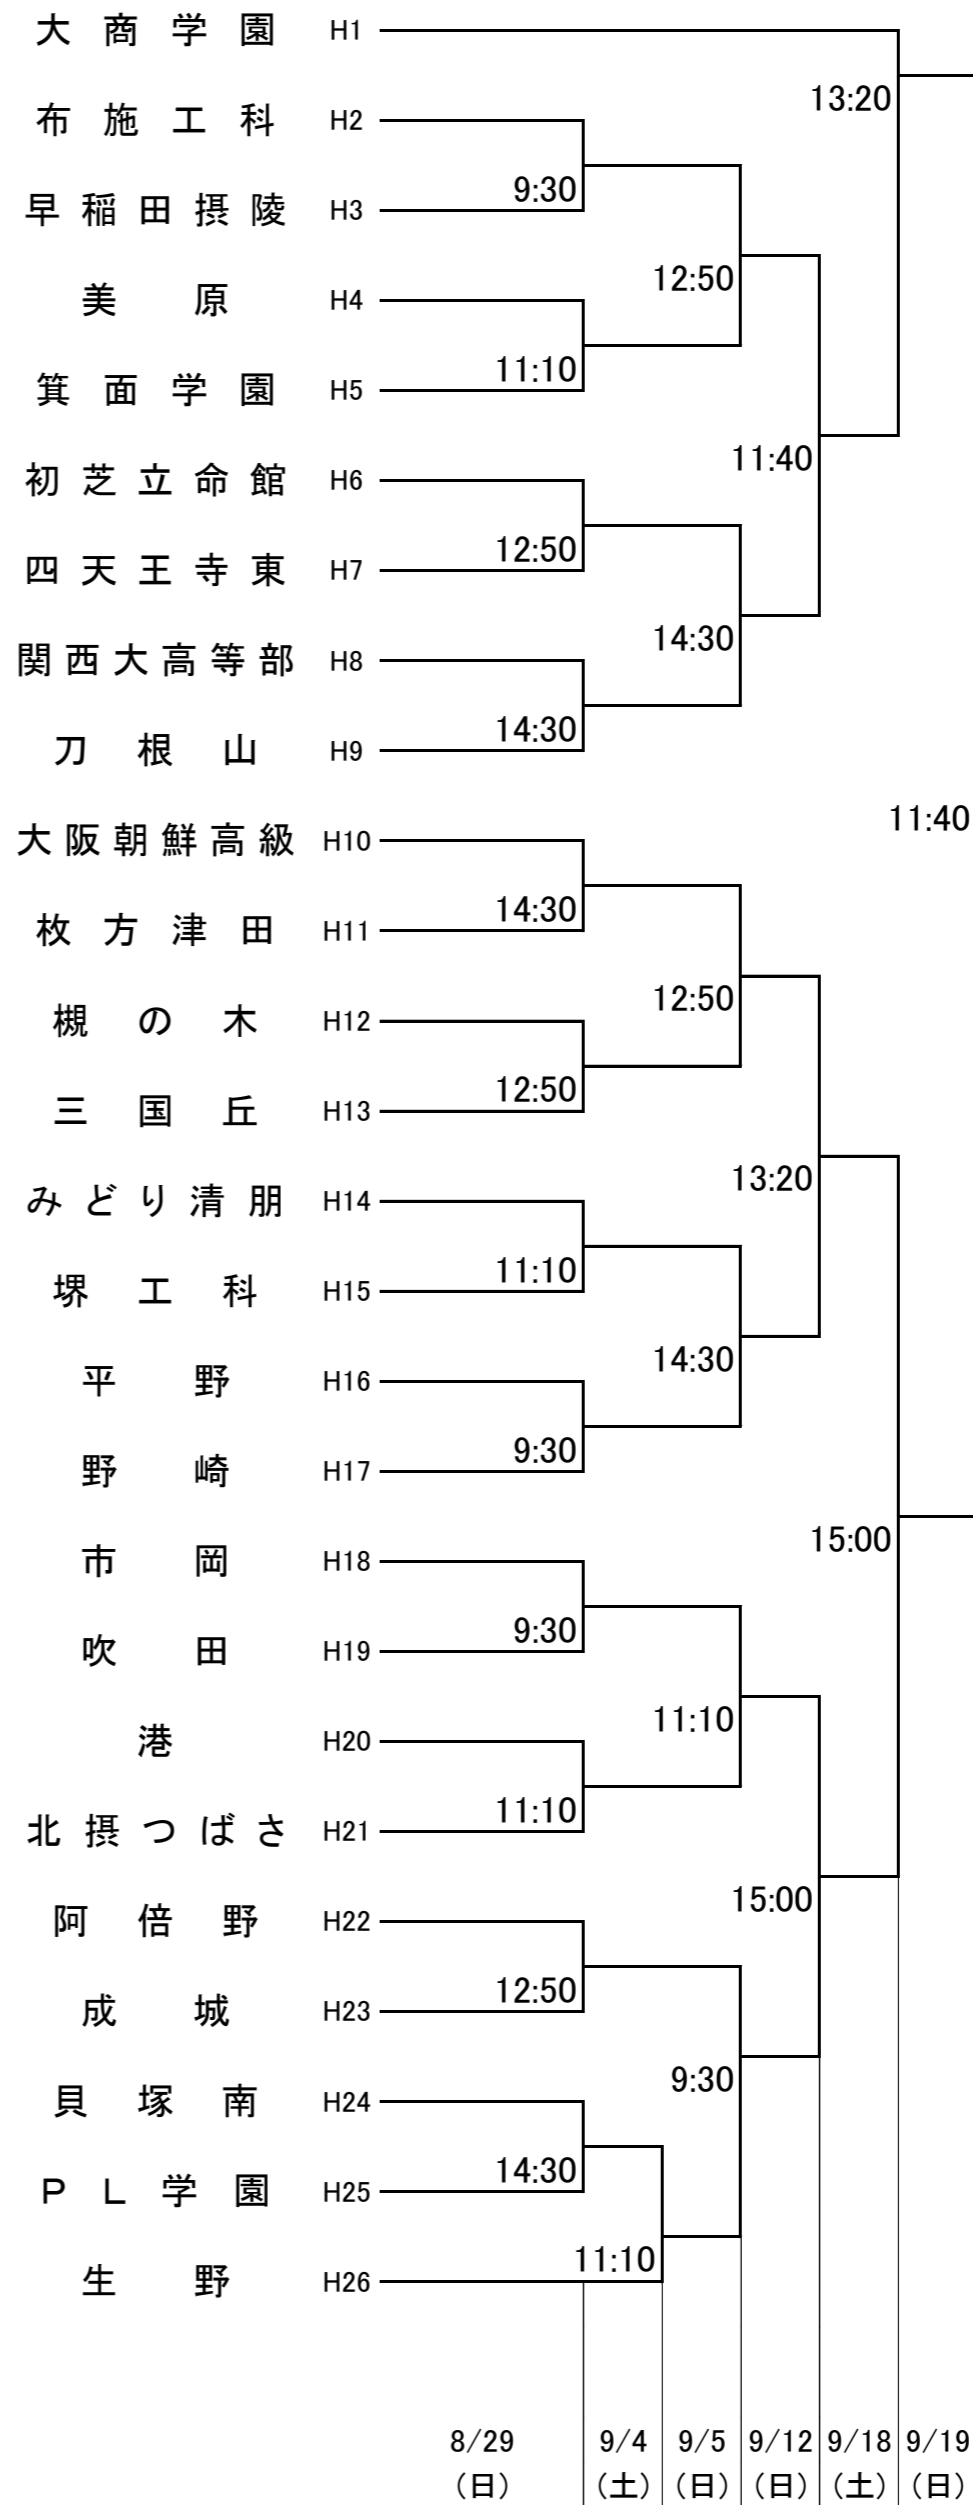 大商学園 H1
13:20
布施工科 H2
9:30
早稲田摂陵 H3
12:50
美原 H4
11:10
箕面学園 H5
11:40
初芝立命館 H6
12:50
四天王寺東 H7
14:30
関西大高等部 H8
14:30
刀根山 H9
11:40
大阪朝鮮高級 H10
14:30
枚方津田 H11
12:50
槻の木 H12
12:50
三国丘 H13
13:20
みどり清朋 H14
11:10
堺工科 H15
14:30
平野 H16
9:30
野崎 H17
15:00
市岡 H18
9:30
吹田 H19
11:10
港 H20
11:10
北摂つばさ H21
15:00
阿倍野 H22
12:50
成城 H23
9:30
貝塚南 H24
14:30
ＰＬ学園 H25
11:10
生野 H26
8/29 9/4 9/5 9/12 9/18 9/19
（日） （土） （日） （日） （土） （日）